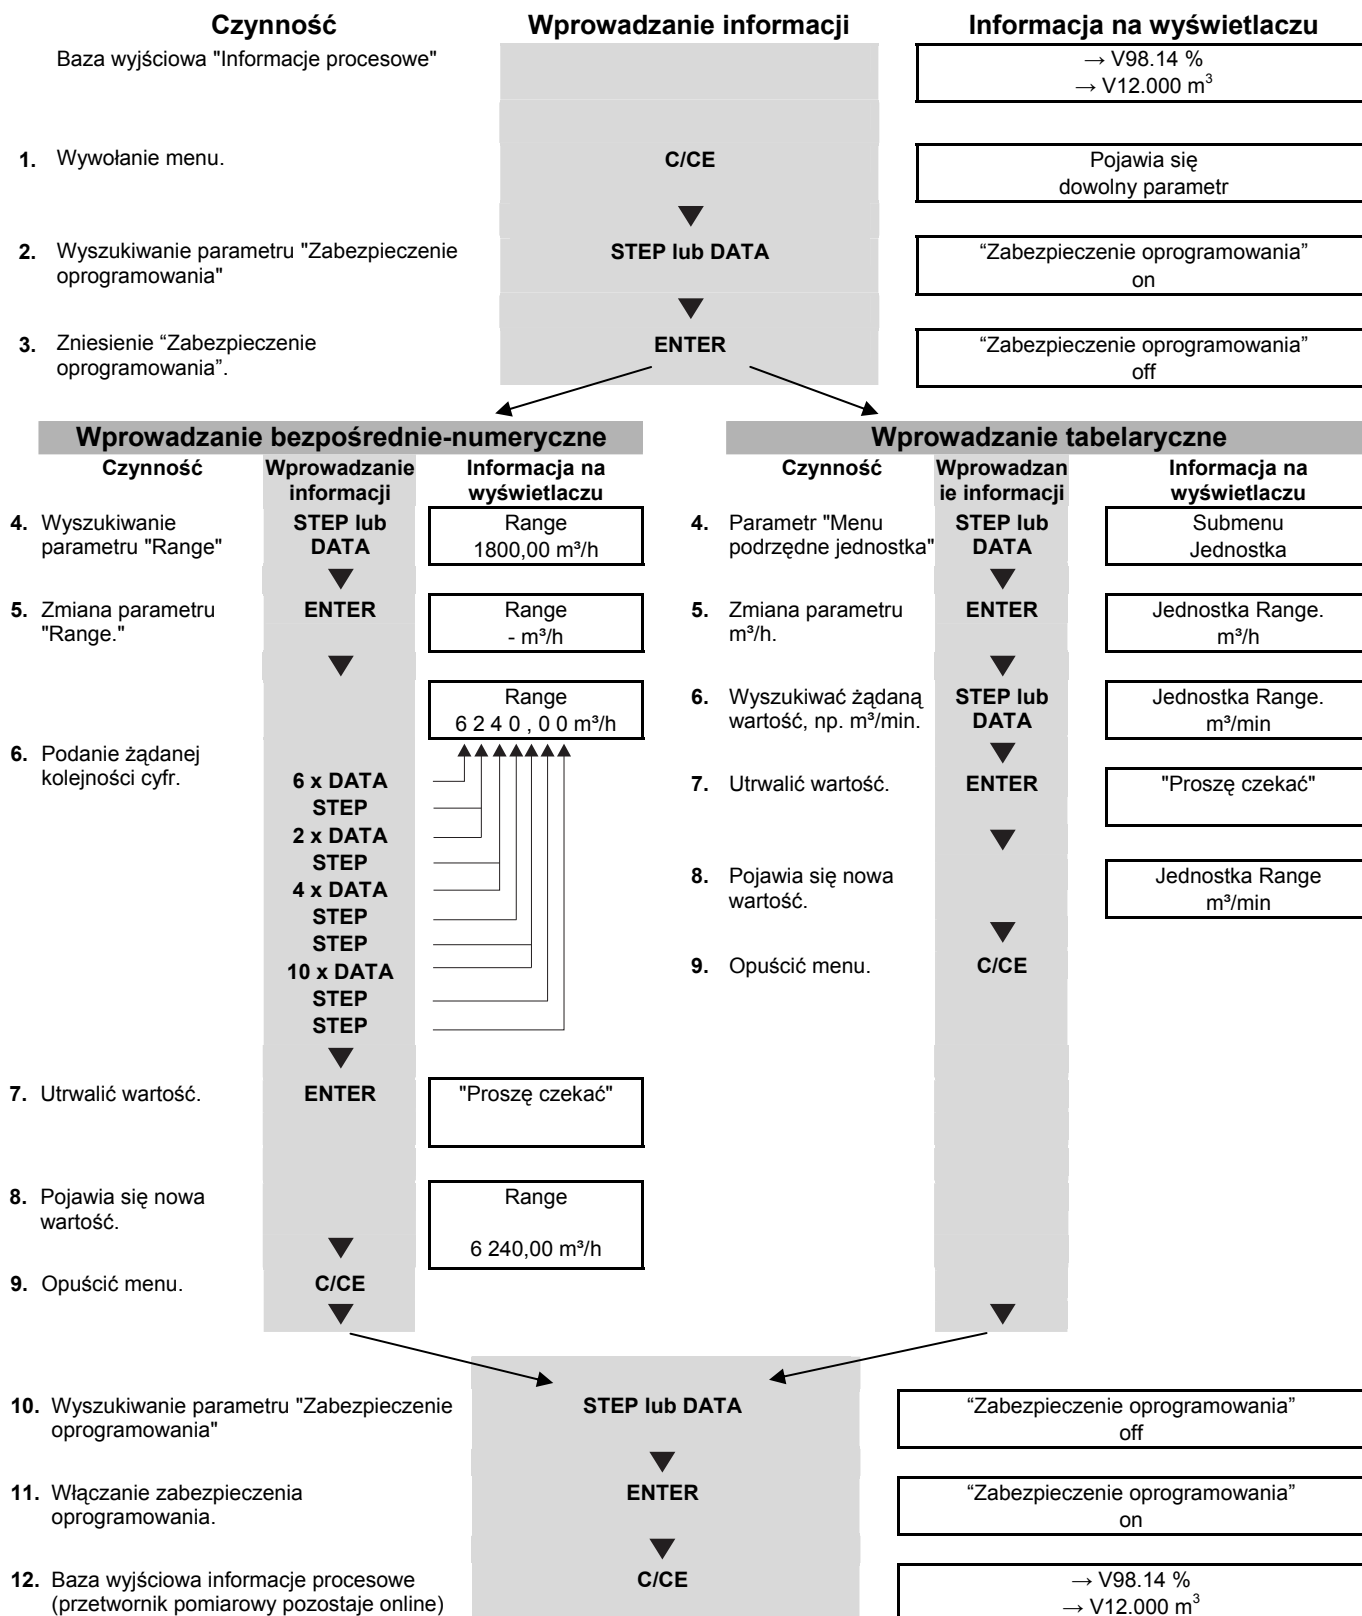 Czynność
Wprowadzanie informacji
Informacja na wyświetlaczu
Baza wyjściowa "Informacje procesowe"
→ V98.14 %
→ V12.000 m³
1. Wywołanie menu.
C/CE
Pojawia się
dowolny parametr
2. Wyszukiwanie parametru "Zabezpieczenie
oprogramowania"
STEP lub DATA
“Zabezpieczenie oprogramowania”
on
3. Zniesienie “Zabezpieczenie
oprogramowania”.
ENTER
“Zabezpieczenie oprogramowania”
off
Wprowadzanie bezpośrednie-numeryczne
Czynność
Wprowadzanie
informacji
Informacja na
wyświetlaczu
4. Wyszukiwanie
parametru "Range"
STEP lub
DATA
Range
1800,00 m³/h
5. Zmiana parametru
"Range."
ENTER
Range
- m³/h
Range
6 2 4 0 , 0 0 m³/h
6. Podanie żądanej
kolejności cyfr.
6 x DATA
STEP
2 x DATA
STEP
4 x DATA
STEP
STEP
10 x DATA
STEP
STEP
7. Utrwalić wartość.
ENTER
"Proszę czekać"
8. Pojawia się nowa
wartość.
Range
6 240,00 m³/h
9. Opuścić menu.
C/CE
Wprowadzanie tabelaryczne
Czynność
Wprowadzan
ie informacji
Informacja na
wyświetlaczu
4. Parametr "Menu
podrzędne jednostka"
STEP lub
DATA
Submenu
Jednostka
5. Zmiana parametru
m³/h.
ENTER
Jednostka Range.
m³/h
6. Wyszukiwać żądaną
wartość, np. m³/min.
STEP lub
DATA
Jednostka Range.
m³/min
7. Utrwalić wartość.
ENTER
"Proszę czekać"
8. Pojawia się nowa
wartość.
Jednostka Range
m³/min
9. Opuścić menu.
C/CE
10. Wyszukiwanie parametru "Zabezpieczenie
oprogramowania"
STEP lub DATA
“Zabezpieczenie oprogramowania”
off
11. Włączanie zabezpieczenia
oprogramowania.
ENTER
“Zabezpieczenie oprogramowania”
on
12. Baza wyjściowa informacje procesowe
(przetwornik pomiarowy pozostaje online)
C/CE
→ V98.14 %
→ V12.000 m³